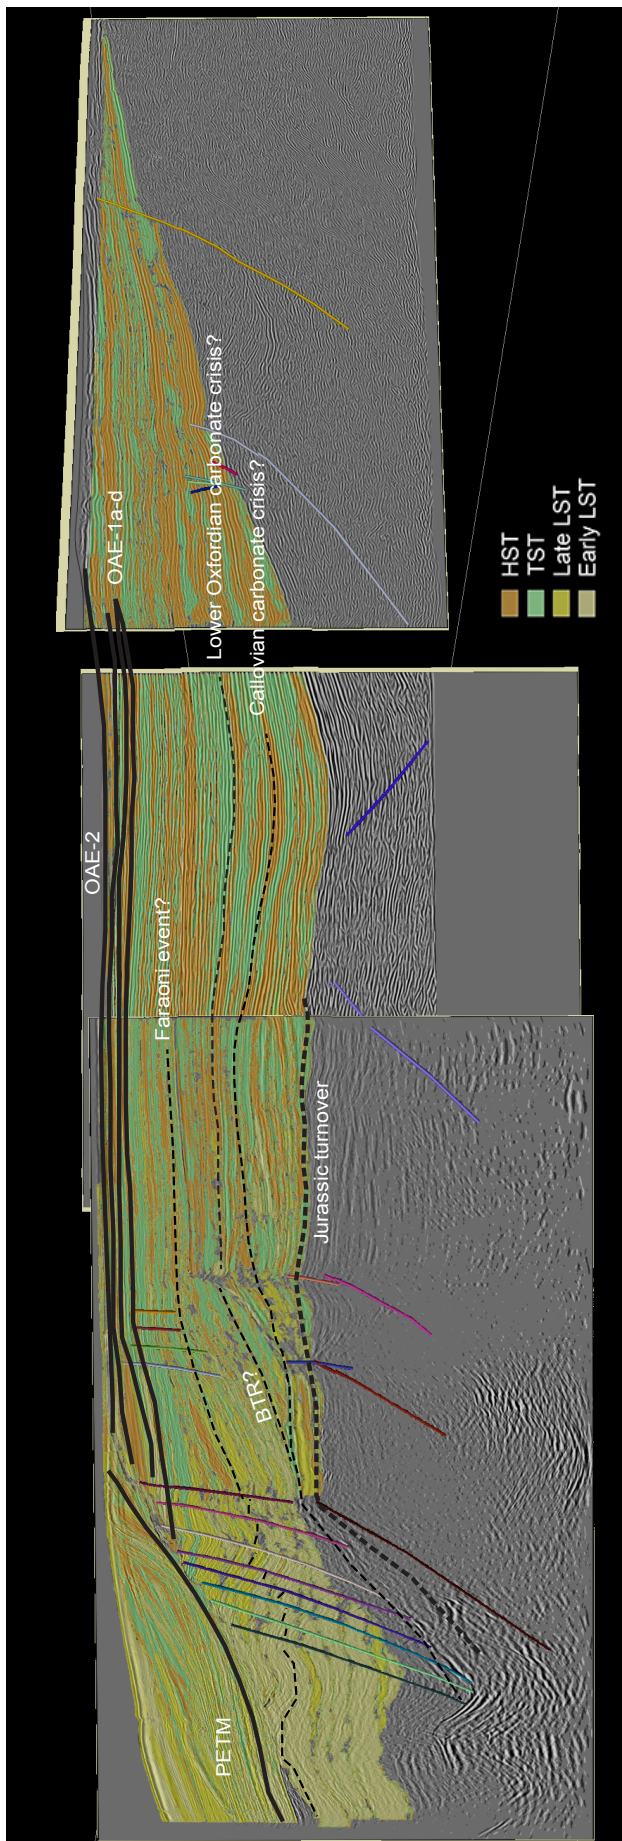 OAE-1a-d
Lower Oxfordian carbonate crisis?
Callovian carbonate crisis?
HST
TST
Late LST
Early LST
OAE-2
Faraoni event?
Jurassic turnover
BTR?
PETM